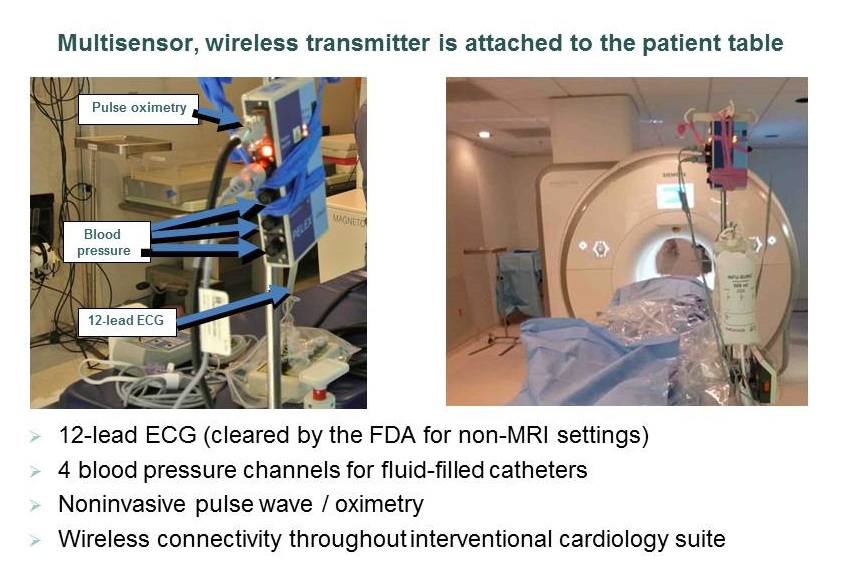 Multisensor, wireless transmitter is attached to the patient table
Pulse oximetry
Blood
pressure
12-lead ECG
MAGNETO
SIEMENS
12-lead ECG (cleared by the FDA for non-MRI settings)
4 blood pressure channels for fluid-filled catheters
Noninvasive pulse wave / oximetry
Wireless connectivity throughout interventional cardiology suite